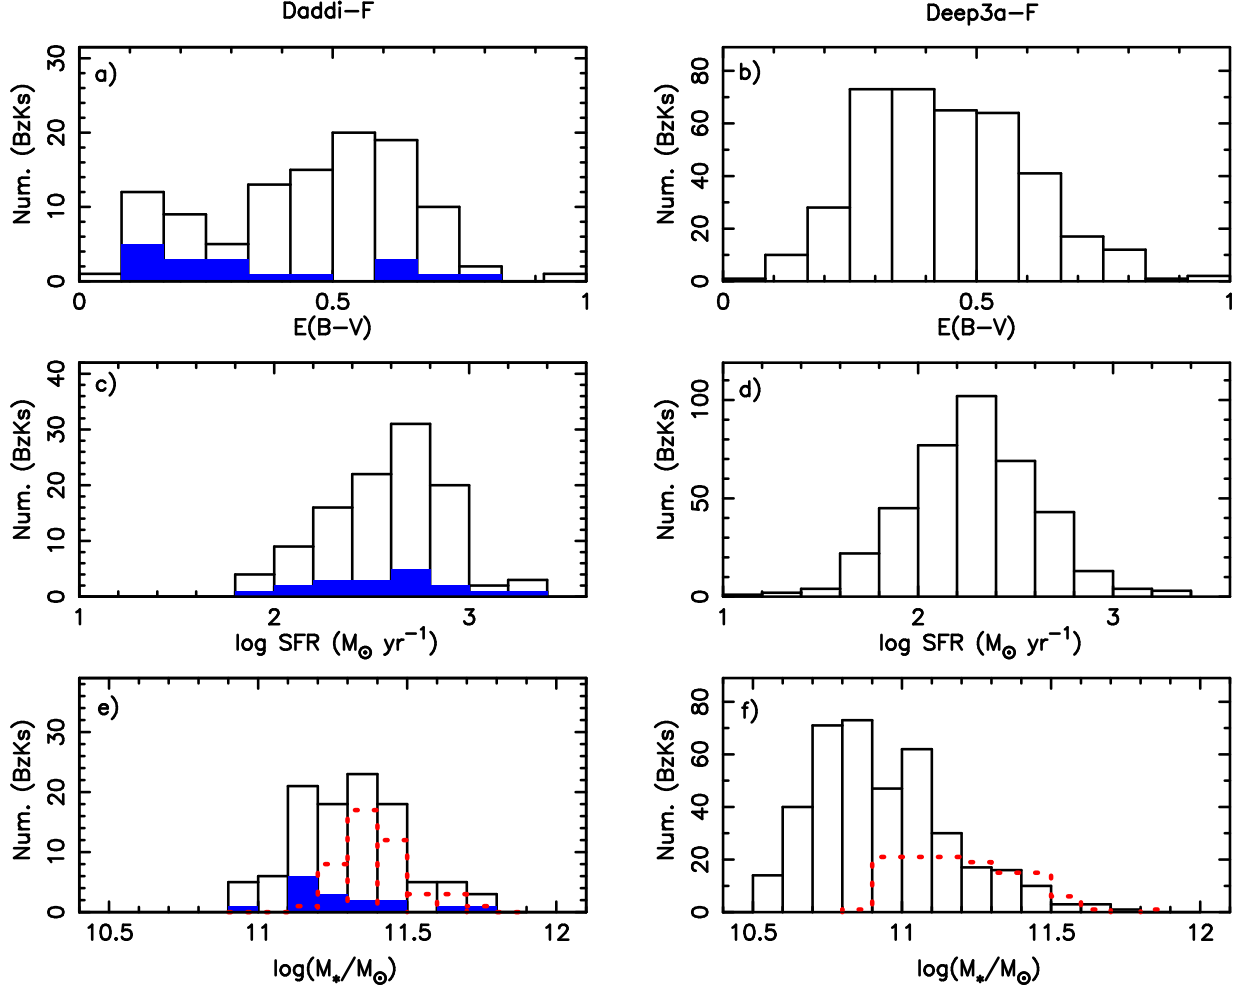 Daddi-F
Deep3a-F
a)
Num. (BzKs)
0 10 20 30
0 0.5 1
E(B-V)
b)
Num. (BzKs)
0 20 40 60 80
0 0.5 1
E(B-V)
c)
Num. (BzKs)
0 10 20 30 40
1 2 3
log SFR (M⊙ yr⁻¹)
d)
Num. (BzKs)
0 50 100
1 2 3
log SFR (M⊙ yr⁻¹)
e)
Num. (BzKs)
0 10 20 30
10.5 11 11.5 12
log(M*/M⊙)
f)
Num. (BzKs)
0 20 40 60 80
10.5 11 11.5 12
log(M*/M⊙)